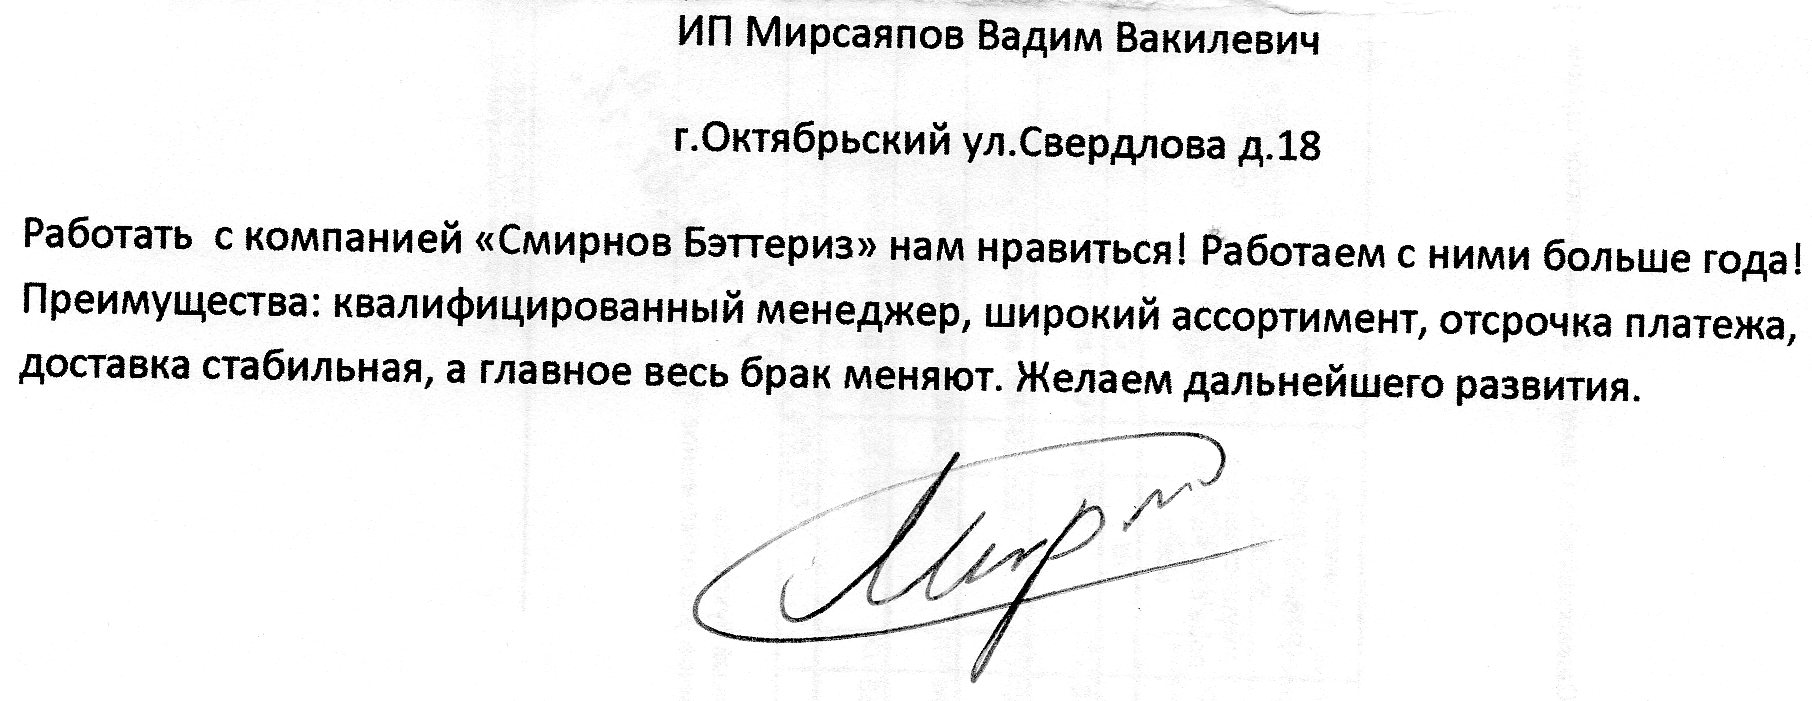 ИП Мирсаяпов Вадим Вакилевич
г.Октябрьский ул.Свердлова д.18
Работать с компанией «Смирнов Бэттериз» нам нравиться! Работаем с ними больше года!
Преимущества: квалифицированный менеджер, широкий ассортимент, отсрочка платежа,
доставка стабильная, а главное весь брак меняют. Желаем дальнейшего развития.